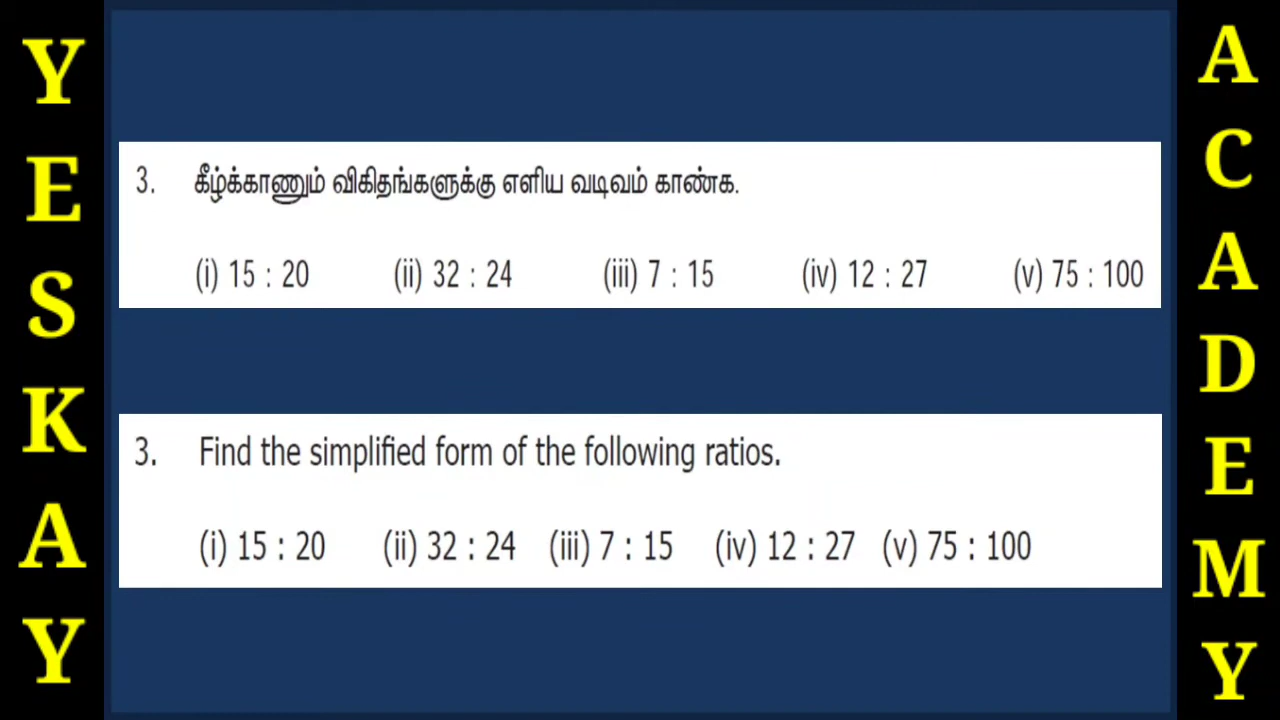 YESKAY
3. கீழ்க்காணும் விகிதங்களுக்கு எளிய வடிவம் காண்க.
(i) 15 : 20 (ii) 32 : 24 (iii) 7 : 15 (iv) 12 : 27 (v) 75 : 100
3. Find the simplified form of the following ratios.
(i) 15 : 20 (ii) 32 : 24 (iii) 7 : 15 (iv) 12 : 27 (v) 75 : 100
ACADEMY